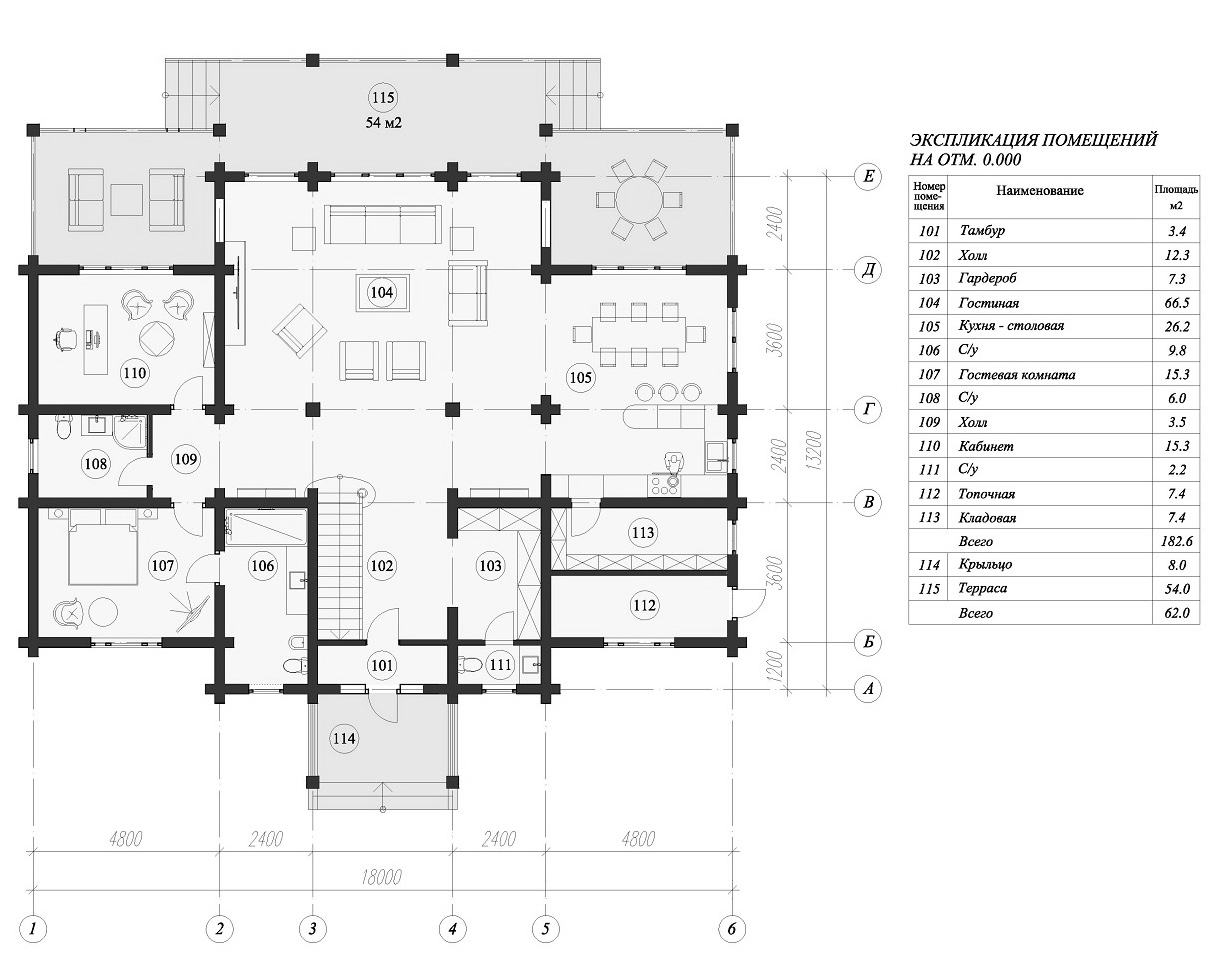 115
54 м2
104
110
105
108
109
113
107
106
102
103
112
101
111
114
Е
Д
Г
В
Б
А
2400
3600
2400
3600
1200
13200
4800
2400
2400
4800
18000
1
2
3
4
5
6
ЭКСПЛИКАЦИЯ ПОМЕЩЕНИЙ
НА ОТМ. 0.000
Номер поме-щения Наименование Площадь м2
101 Тамбур 3.4
102 Холл 12.3
103 Гардероб 7.3
104 Гостиная 66.5
105 Кухня - столовая 26.2
106 С/у 9.8
107 Гостевая комната 15.3
108 С/у 6.0
109 Холл 3.5
110 Кабинет 15.3
111 С/у 2.2
112 Топочная 7.4
113 Кладовая 7.4
Всего 182.6
114 Крыльцо 8.0
115 Терраса 54.0
Всего 62.0